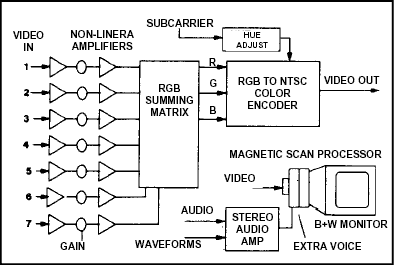 SUBCARRIER
HUE
ADJUST
VIDEO
IN
NON-LINERA
AMPLIFIERS
1
2
3
4
5
6
7
GAIN
RGB
SUMMING
MATRIX
R
G
B
RGB TO NTSC
COLOR
ENCODER
VIDEO OUT
MAGNETIC SCAN PROCESSOR
VIDEO
B+W MONITOR
EXTRA VOICE
AUDIO
WAVEFORMS
STEREO
AUDIO
AMP